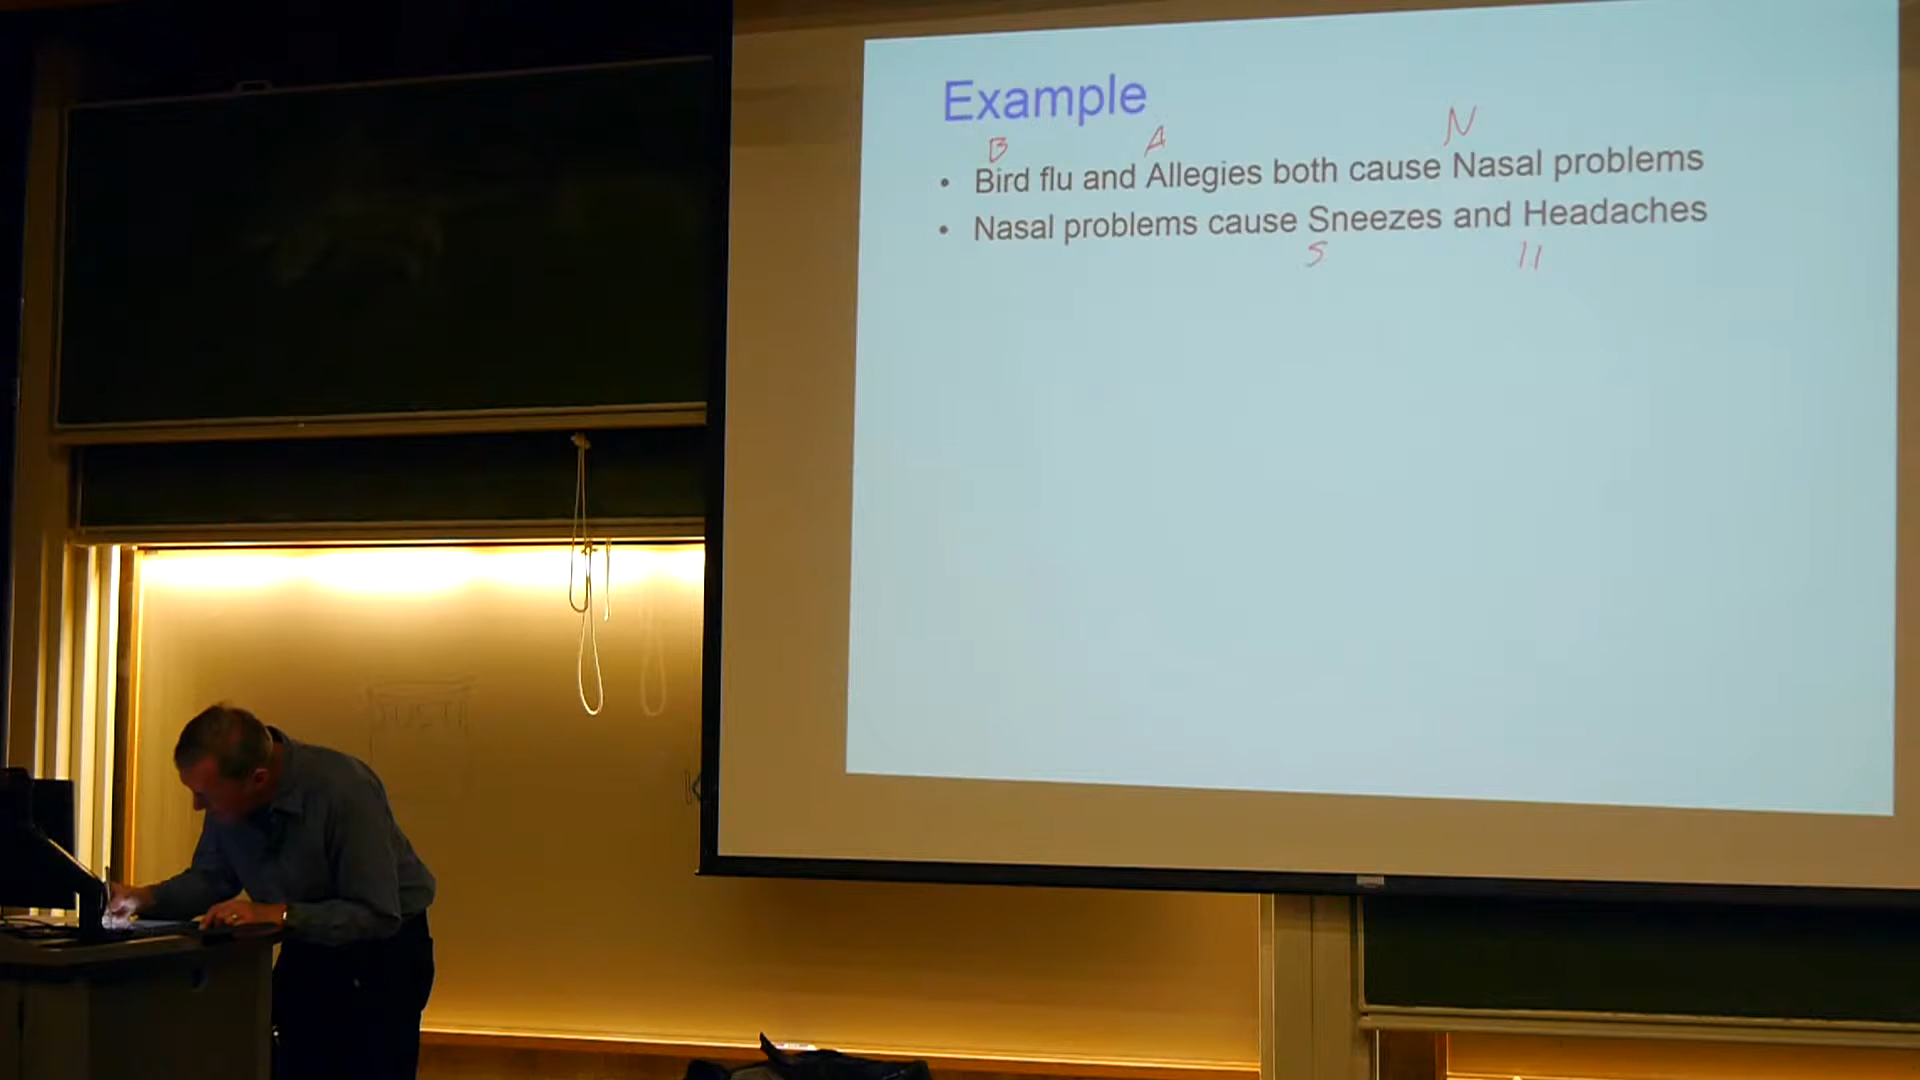 Example
B A N
• Bird flu and Allegies both cause Nasal problems
• Nasal problems cause Sneezes and Headaches
S